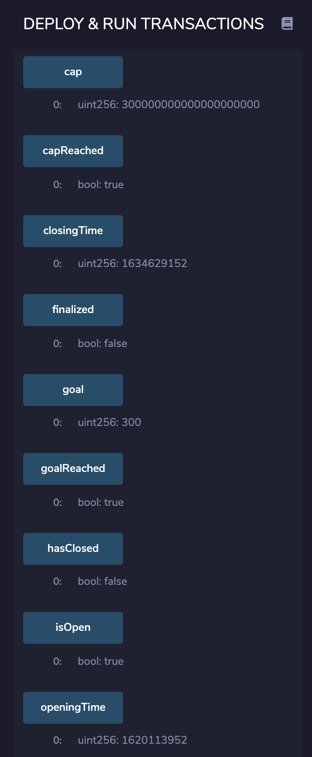 DEPLOY & RUN TRANSACTIONS
cap
0: uint256: 300000000000000000000
capReached
0: bool: true
closingTime
0: uint256: 1634629152
finalized
0: bool: false
goal
0: uint256: 300
goalReached
0: bool: true
hasClosed
0: bool: false
isOpen
0: bool: true
openingTime
0: uint256: 1620113952